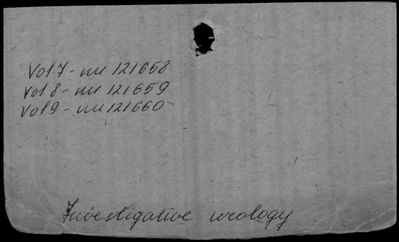 Vol 7 - nu 121658
Vol 8 - nu 121659
Vol 9 - nu 121660
Investigative urology